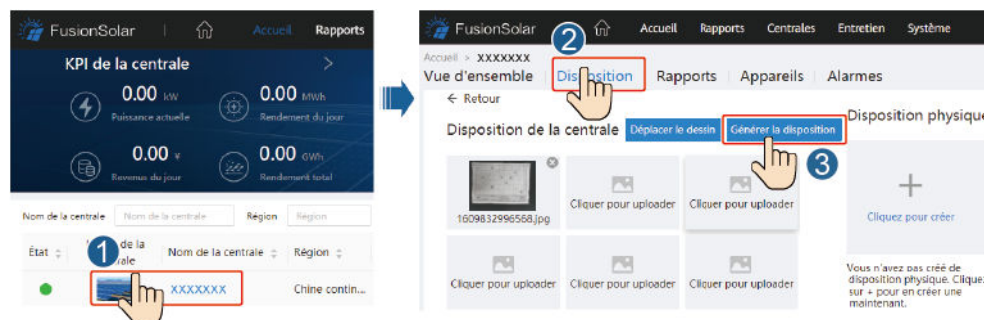 FusionSolar Accueil Rapports
KPI de la centrale >
0.00 kW
Puissance actuelle
0.00 MWh
Rendement du jour
0.00 ¥
Revenus du jour
0.00 GWh
Rendement total
Nom de la centrale Nom de la centrale Région Région
État de la
rale Nom de la centrale Région
XXXXXXX Chine contin...
1
FusionSolar Accueil Rapports Centrales Entretien Système
2
Accueil > XXXXXXX
Vue d'ensemble Disposition Rapports Appareils Alarmes
← Retour
Disposition de la centrale Déplacer le dessin Générer la disposition
3
1609832996568.jpg Cliquer pour uploader Cliquer pour uploader
Cliquer pour uploader Cliquer pour uploader Cliquer pour uploader
Disposition physique
+
Cliquez pour créer
Vous n'avez pas créé de
disposition physique. Cliquez
sur + pour en créer une
maintenant.